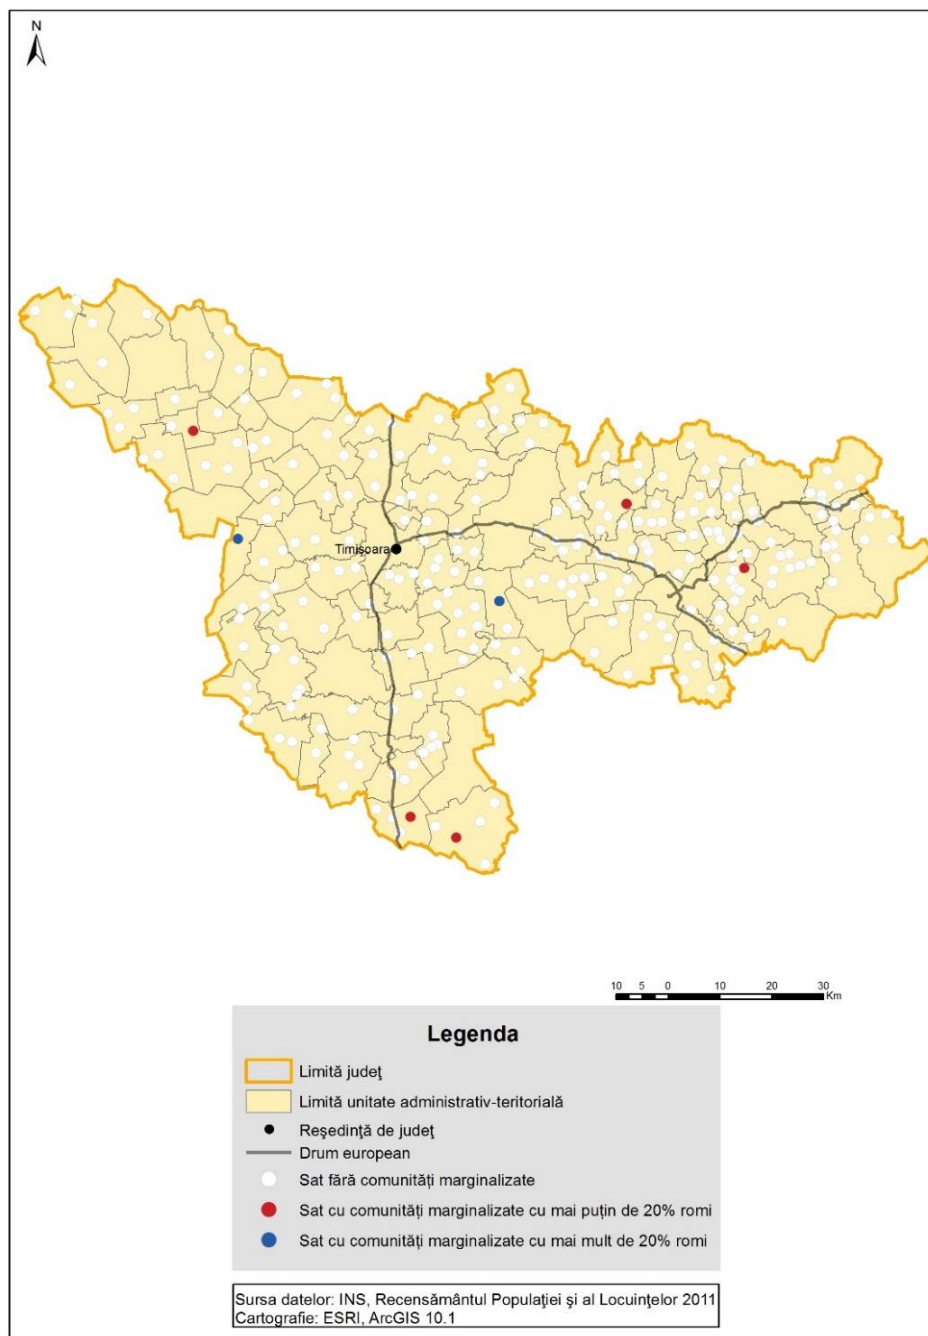 N
Timişoara
10 5 0 10 20 30
Km
Legenda
Limită judeţ
Limită unitate administrativ-teritorială
Reşedinţă de judeţ
Drum european
Sat fără comunităţi marginalizate
Sat cu comunităţi marginalizate cu mai puţin de 20% romi
Sat cu comunităţi marginalizate cu mai mult de 20% romi
Sursa datelor: INS, Recensământul Populaţiei şi al Locuinţelor 2011
Cartografie: ESRI, ArcGIS 10.1